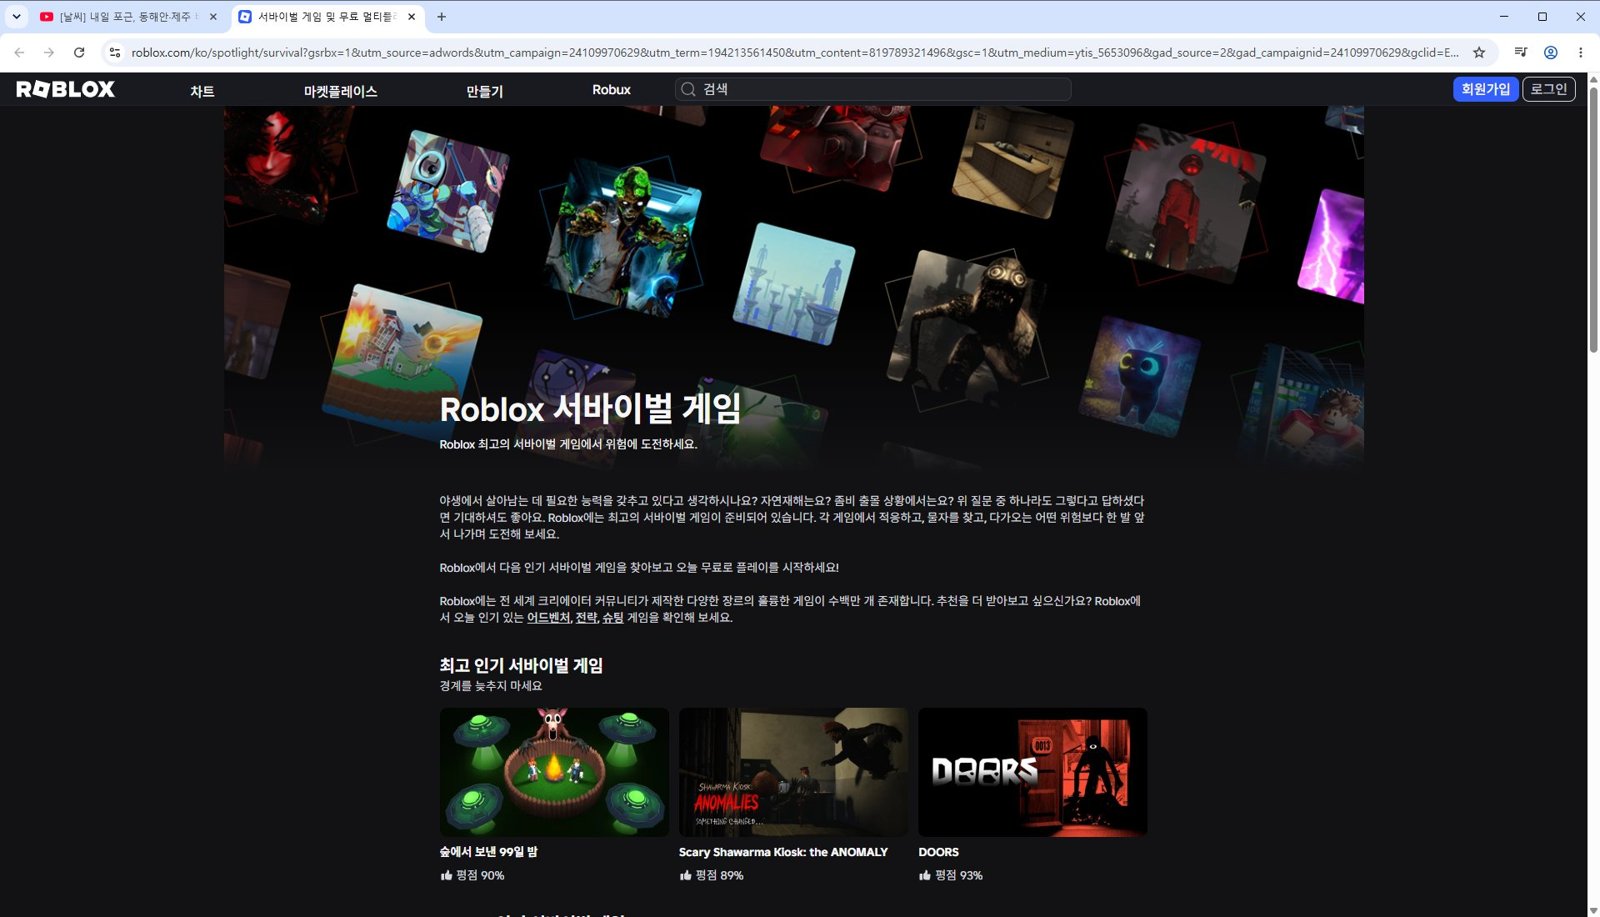 [날씨] 내일 포근, 동해안·제주
서바이벌 게임 및 무료 멀티플
roblox.com/ko/spotlight/survival?gsrbx=1&utm_source=adwords&utm_campaign=24109970629&utm_term=194213561450&utm_content=819789321496&gsc=1&utm_medium=ytis_5653096&gad_source=2&gad_campaignid=24109970629&gclid=E...
ROBLOX
차트
마켓플레이스
만들기
Robux
검색
회원가입
로그인
Roblox 서바이벌 게임
Roblox 최고의 서바이벌 게임에서 위험에 도전하세요.
야생에서 살아남는 데 필요한 능력을 갖추고 있다고 생각하시나요? 자연재해는요? 좀비 출몰 상황에서는요? 위 질문 중 하나라도 그렇다고 답하셨다
면 기대하셔도 좋아요. Roblox에는 최고의 서바이벌 게임이 준비되어 있습니다. 각 게임에서 적응하고, 물자를 찾고, 다가오는 어떤 위험보다 한 발 앞
서 나가며 도전해 보세요.
Roblox에서 다음 인기 서바이벌 게임을 찾아보고 오늘 무료로 플레이를 시작하세요!
Roblox에는 전 세계 크리에이터 커뮤니티가 제작한 다양한 장르의 훌륭한 게임이 수백만 개 존재합니다. 추천을 더 받아보고 싶으신가요? Roblox에
서 오늘 인기 있는 어드벤처, 전략, 슈팅 게임을 확인해 보세요.
최고 인기 서바이벌 게임
경계를 늦추지 마세요
SHAWARMA KIOSK:
ANOMALIES
SOMETHING CHANGED...
DOORS
0013
숲에서 보낸 99일 밤
Scary Shawarma Kiosk: the ANOMALY
DOORS
평점 90%
평점 89%
평점 93%